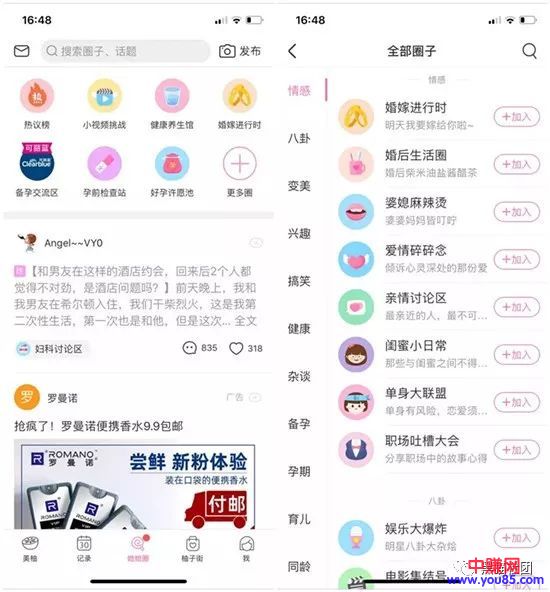 16:48
搜索圈子、话题
发布
热议榜
小视频挑战
健康养生馆
婚嫁进行时
可丽蓝
Clearblue
备孕交流区
孕前检查站
好孕许愿池
更多圈
Angel~~VY0
【和男友在这样的酒店约会，回来后2个人都
觉得不对劲，是酒店问题吗？】前天晚上，我和
我男友在希尔顿入住，我们干柴烈火，这是我第
二次性生活，第一次也是和他，但是这次... 全文
妇科讨论区
835
318
罗
罗曼诺
广告
抢疯了！罗曼诺便携香水9.9包邮
ROMANO
罗曼诺
尝鲜 新粉体验
装在口袋的便携香水
付邮
美柚
记录
她她圈
柚子街
我
16:48
全部圈子
情感
八卦
变美
兴趣
搞笑
健康
杂谈
备孕
孕期
育儿
同龄
情感
婚嫁进行时
明天我要嫁给你啦~
+加入
婚后生活圈
婚后柴米油盐酱醋茶
+加入
婆媳麻辣烫
婆婆妈妈皆叮咛
+加入
爱情碎碎念
倾诉心灵深处的那份爱
+加入
亲情讨论区
最亲近的人，最不可...
+加入
闺蜜小日常
那些与闺蜜之间不得...
+加入
单身大联盟
单身有风险，恋爱须...
+加入
职场吐槽大会
分享职场中的故事心得
+加入
八卦
娱乐大爆炸
明星八卦大杂烩
+加入
电影集结号
中赚网
www.you85.com